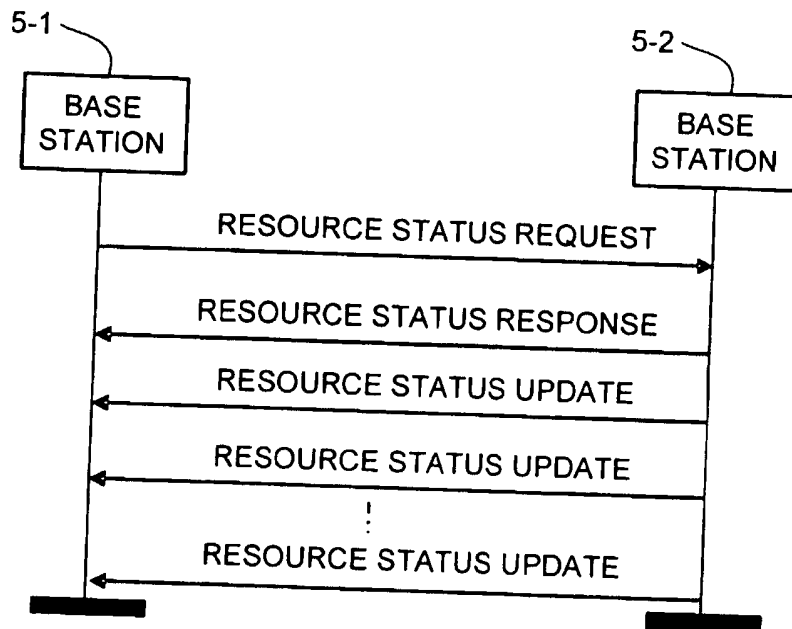 5-1
5-2
BASE
STATION
BASE
STATION
RESOURCE STATUS REQUEST
RESOURCE STATUS RESPONSE
RESOURCE STATUS UPDATE
RESOURCE STATUS UPDATE
RESOURCE STATUS UPDATE